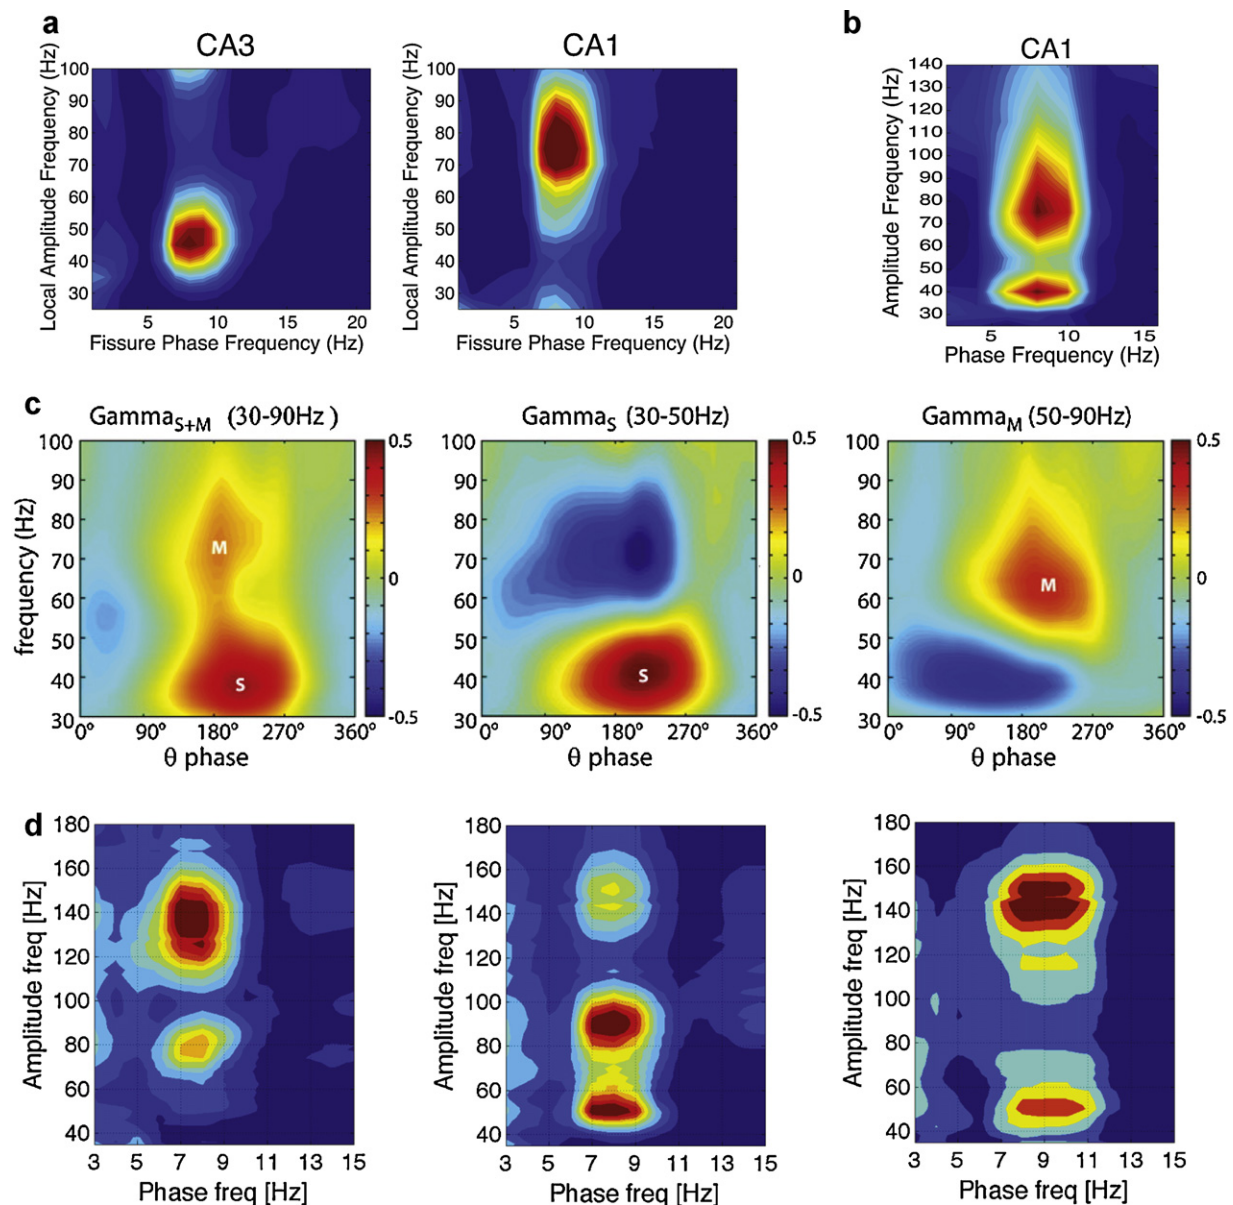 a
CA3
Local Amplitude Frequency (Hz)
100
90
80
70
60
50
40
30
5 10 15 20
Fissure Phase Frequency (Hz)
CA1
Local Amplitude Frequency (Hz)
100
90
80
70
60
50
40
30
5 10 15 20
Fissure Phase Frequency (Hz)
b
CA1
Amplitude Frequency (Hz)
140
130
120
110
100
90
80
70
60
50
40
30
5 10 15
Phase Frequency (Hz)
c
GammaS+M (30-90Hz )
frequency (Hz)
100
90
80
70
60
50
40
30
M
S
0° 90° 180° 270° 360°
θ phase
0.5
0
-0.5
GammaS (30-50Hz)
100
90
80
70
60
50
40
30
S
0° 90° 180° 270° 360°
θ phase
0.5
0
-0.5
GammaM (50-90Hz)
100
90
80
70
60
50
40
30
M
0° 90° 180° 270° 360°
θ phase
0.5
0
-0.5
d
Amplitude freq [Hz]
180
160
140
120
100
80
60
40
3 5 7 9 11 13 15
Phase freq [Hz]
Amplitude freq [Hz]
180
160
140
120
100
80
60
40
3 5 7 9 11 13 15
Phase freq [Hz]
Amplitude freq [Hz]
180
160
140
120
100
80
60
40
3 5 7 9 11 13 15
Phase freq [Hz]